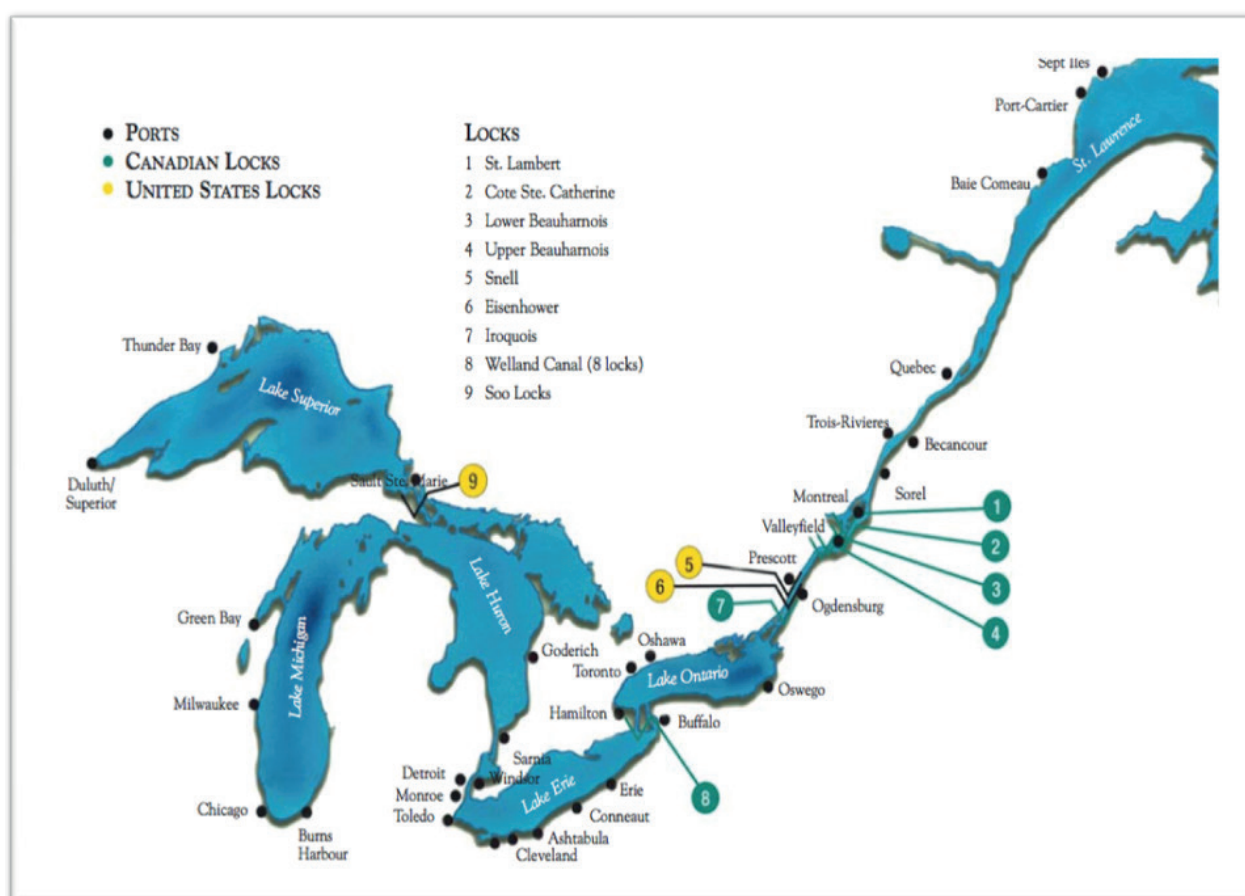 Sept Iles
Port-Cartier
St. Lawrence
Baie Comeau
PORTS
CANADIAN LOCKS
UNITED STATES LOCKS
LOCKS
1 St. Lambert
2 Cote Ste. Catherine
3 Lower Beauharnois
4 Upper Beauharnois
5 Snell
6 Eisenhower
7 Iroquois
8 Welland Canal (8 locks)
9 Soo Locks
Thunder Bay
Lake Superior
Duluth/
Superior
Sault Ste. Marie
9
Quebec
Trois-Rivieres
Becancour
Sorel
Montreal
Valleyfield
1
2
3
4
Prescott
5
6
7
Ogdensburg
Green Bay
Lake Michigan
Lake Huron
Milwaukee
Goderich
Oshawa
Toronto
Lake Ontario
Oswego
Hamilton
Buffalo
Sarnia
Detroit
Windsor
Monroe
Toledo
Lake Erie
Erie
8
Conneaut
Ashtabula
Cleveland
Chicago
Burns
Harbour